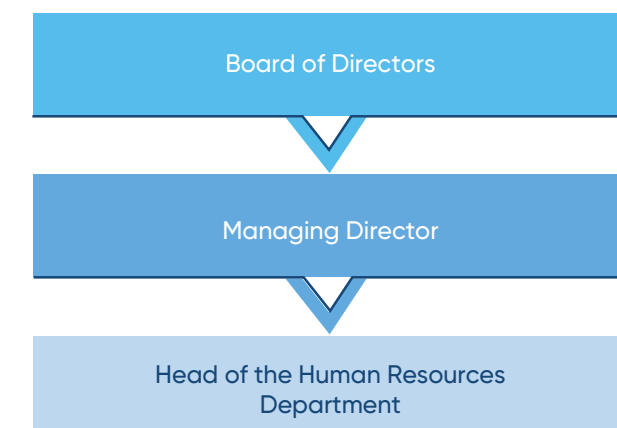 Board of Directors
Managing Director
Head of the Human Resources
Department